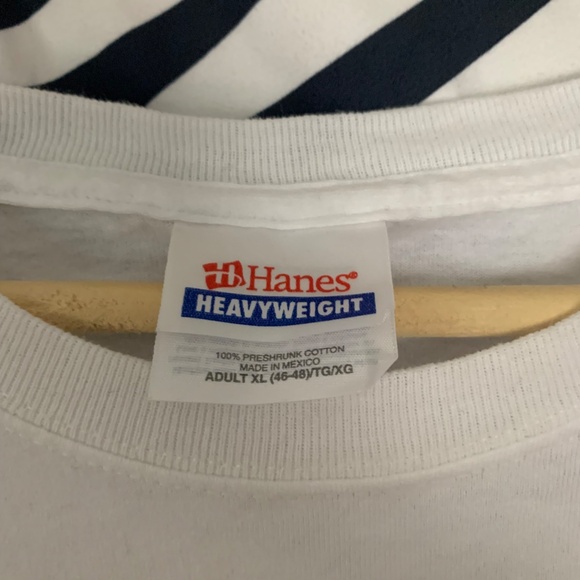 Hanes
HEAVYWEIGHT
100% PRESHRUNK COTTON
MADE IN MEXICO
ADULT XL (46-48)/TG/XG